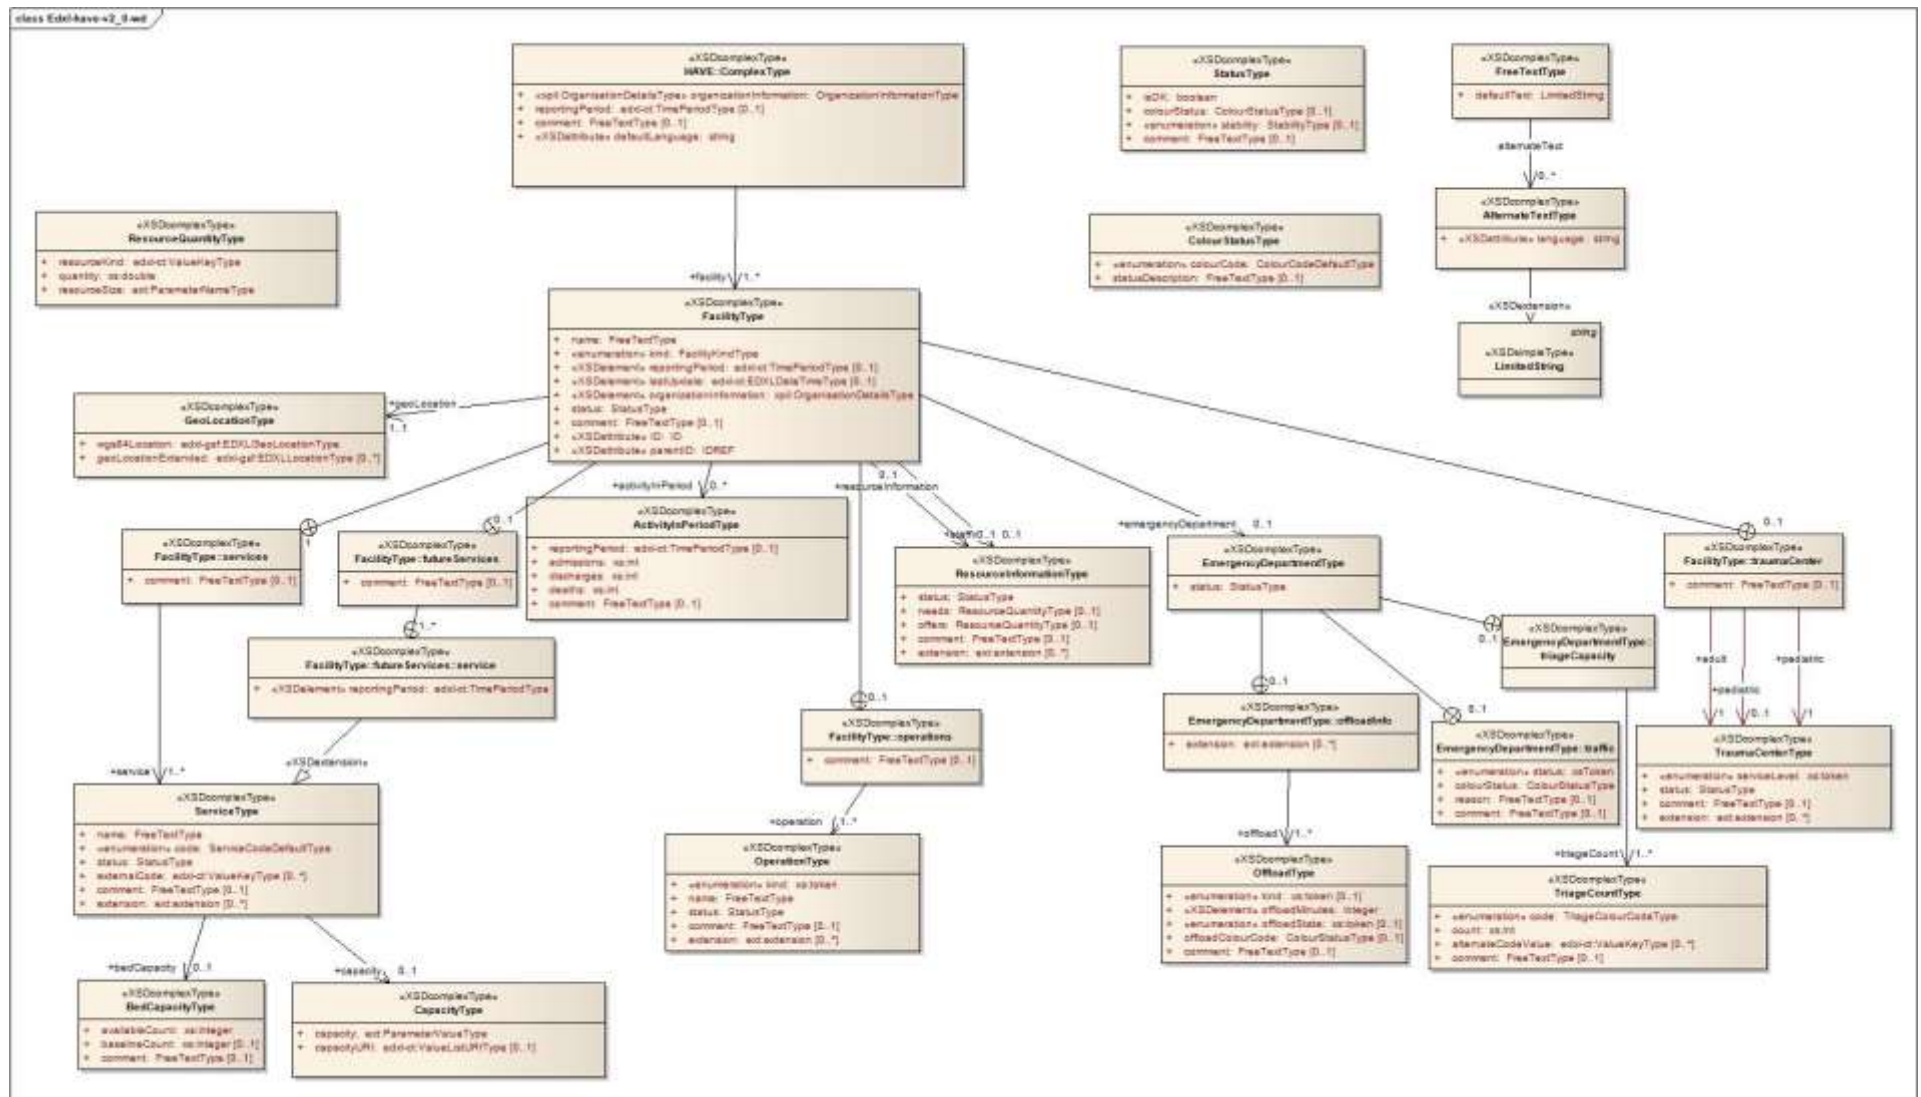 class Edxl-have-v2_0-wd
«XSDcomplexType»
HAVE::ComplexType
+ «xpil:OrganisationDetailsType» organizationInformation: OrganizationInformationType
+ reportingPeriod: edxl-ct:TimePeriodType [0..1]
+ comment: FreeTextType [0..1]
+ «XSDattribute» defaultLanguage: string
«XSDcomplexType»
StatusType
+ isOK: boolean
+ colourStatus: ColourStatusType [0..1]
+ «enumeration» stability: StabilityType [0..1]
+ comment: FreeTextType [0..1]
«XSDcomplexType»
FreeTextType
+ defaultText: LimitedString
alternateText
0..*
«XSDcomplexType»
AlternateTextType
+ «XSDattribute» language: string
«XSDextension»
string
«XSDsimpleType»
LimitedString
«XSDcomplexType»
ResourceQuantityType
+ resourceKind: edxl-ct:ValueKeyType
+ quantity: xs:double
+ resourceSize: ext:ParameterNameType
«XSDcomplexType»
ColourStatusType
+ «enumeration» colourCode: ColourCodeDefaultType
+ statusDescription: FreeTextType [0..1]
+facility 1..*
«XSDcomplexType»
FacilityType
+ name: FreeTextType
+ «enumeration» kind: FacilityKindType
+ «XSDelement» reportingPeriod: edxl-ct:TimePeriodType [0..1]
+ «XSDelement» lastUpdate: edxl-ct:EDXLDateTimeType [0..1]
+ «XSDelement» organizationInformation: xpil:OrganisationDetailsType
+ status: StatusType
+ comment: FreeTextType [0..1]
+ «XSDattribute» ID: ID
+ «XSDattribute» parentID: IDREF
+geoLocation
1..1
«XSDcomplexType»
GeoLocationType
+ wgs84Location: edxl-gsf:EDXLGeoLocationType
+ geoLocationExtended: edxl-gsf:EDXLLocationType [0..*]
1
«XSDcomplexType»
FacilityType::services
+ comment: FreeTextType [0..1]
0..1
«XSDcomplexType»
FacilityType::futureServices
+ comment: FreeTextType [0..1]
+activityInPeriod 0..*
«XSDcomplexType»
ActivityInPeriodType
+ reportingPeriod: edxl-ct:TimePeriodType [0..1]
+ admissions: xs:int
+ discharges: xs:int
+ deaths: xs:int
+ comment: FreeTextType [0..1]
0..1
+resourceInformation
+staff 0..1 0..1
«XSDcomplexType»
ResourceInformationType
+ status: StatusType
+ needs: ResourceQuantityType [0..1]
+ offers: ResourceQuantityType [0..1]
+ comment: FreeTextType [0..1]
+ extension: ext:extension [0..*]
+emergencyDepartment 0..1
«XSDcomplexType»
EmergencyDepartmentType
+ status: StatusType
0..1
«XSDcomplexType»
FacilityType::traumaCenter
+ comment: FreeTextType [0..1]
1..*
«XSDcomplexType»
FacilityType::futureServices::service
+ «XSDelement» reportingPeriod: edxl-ct:TimePeriodType
«XSDextension»
0..1
«XSDcomplexType»
FacilityType::operations
+ comment: FreeTextType [0..1]
0..1
«XSDcomplexType»
EmergencyDepartmentType::offloadInfo
+ extension: ext:extension [0..*]
0..1
«XSDcomplexType»
EmergencyDepartmentType::
triageCapacity
0..1
«XSDcomplexType»
EmergencyDepartmentType::traffic
+ «enumeration» status: xs:Token
+ colourStatus: ColourStatusType
+ reason: FreeTextType [0..1]
+ comment: FreeTextType [0..1]
+adult
+pediatric
+pediatric
1
0..1
1
«XSDcomplexType»
TraumaCenterType
+ «enumeration» serviceLevel: xs:token
+ status: StatusType
+ comment: FreeTextType [0..1]
+ extension: ext:extension [0..*]
+service 1..*
«XSDcomplexType»
ServiceType
+ name: FreeTextType
+ «enumeration» code: ServiceCodeDefaultType
+ status: StatusType
+ externalCode: edxl-ct:ValueKeyType [0..*]
+ comment: FreeTextType [0..1]
+ extension: ext:extension [0..*]
+operation 1..*
«XSDcomplexType»
OperationType
+ «enumeration» kind: xs:token
+ name: FreeTextType
+ status: StatusType
+ comment: FreeTextType [0..1]
+ extension: ext:extension [0..*]
+offload 1..*
«XSDcomplexType»
OffloadType
+ «enumeration» kind: xs:token [0..1]
+ «XSDelement» offloadMinutes: integer
+ «enumeration» offloadState: xs:token [0..1]
+ offloadColourCode: ColourStatusType [0..1]
+ comment: FreeTextType [0..1]
+triageCount 1..*
«XSDcomplexType»
TriageCountType
+ «enumeration» code: TriageColourCodeType
+ count: xs:int
+ alternateCodeValue: edxl-ct:ValueKeyType [0..*]
+ comment: FreeTextType [0..1]
+bedCapacity 0..1
«XSDcomplexType»
BedCapacityType
+ availableCount: xs:integer
+ baselineCount: xs:integer [0..1]
+ comment: FreeTextType [0..1]
+capacity 0..1
«XSDcomplexType»
CapacityType
+ capacity: ext:ParameterValueType
+ capacityURI: edxl-ct:ValueListURIType [0..1]